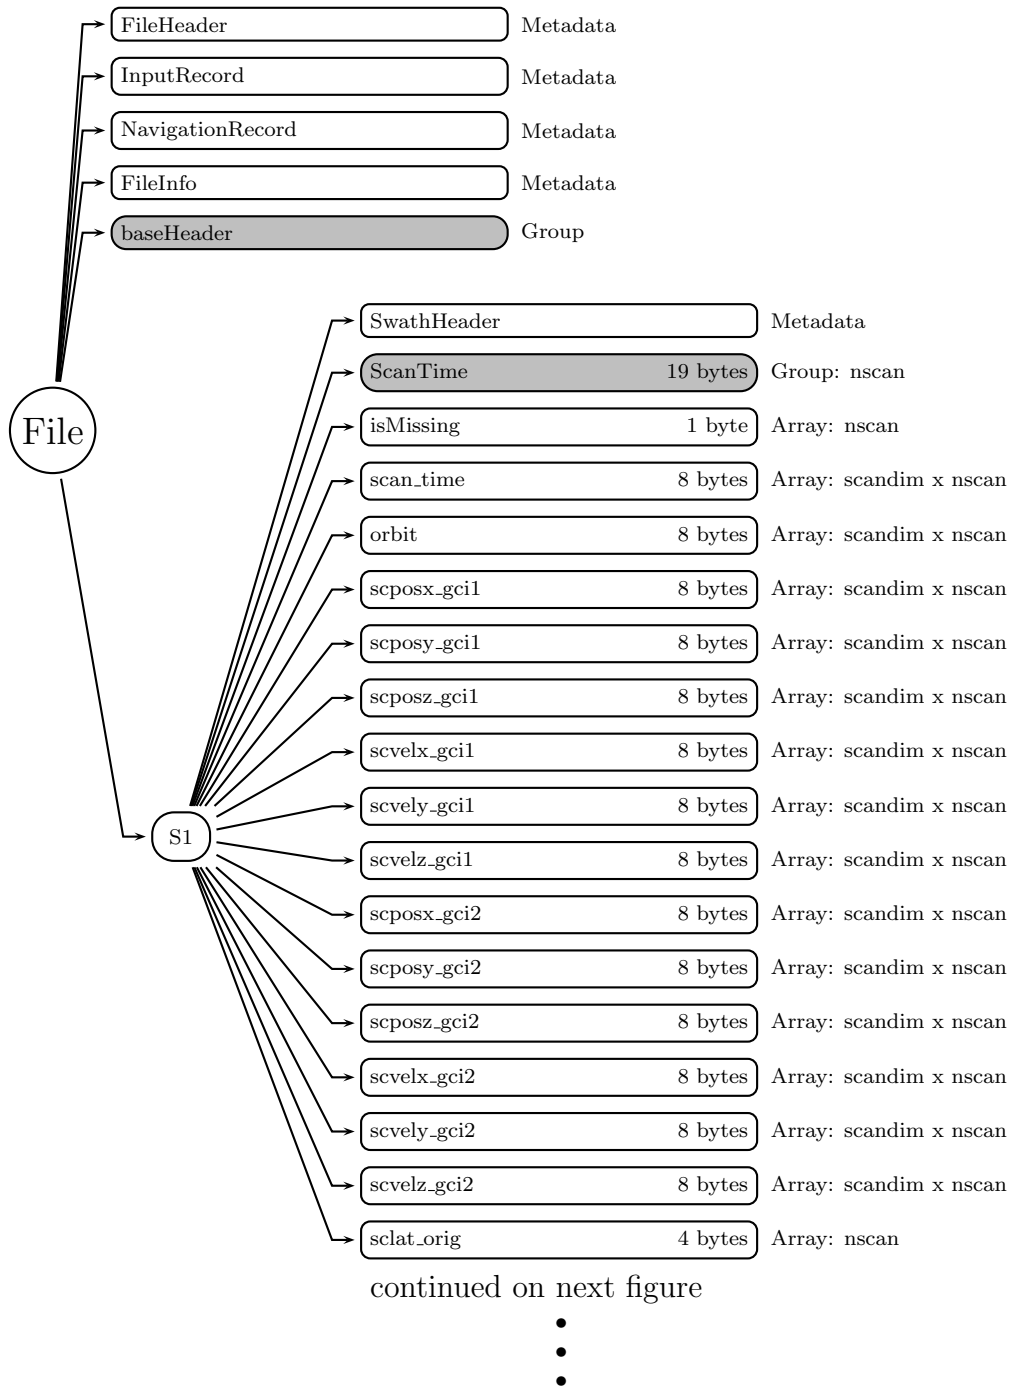 FileHeader Metadata
InputRecord Metadata
NavigationRecord Metadata
FileInfo Metadata
baseHeader Group
File
SwathHeader Metadata
ScanTime 19 bytes Group: nscan
isMissing 1 byte Array: nscan
scan_time 8 bytes Array: scandim x nscan
orbit 8 bytes Array: scandim x nscan
scposx_gci1 8 bytes Array: scandim x nscan
scposy_gci1 8 bytes Array: scandim x nscan
scposz_gci1 8 bytes Array: scandim x nscan
scvelx_gci1 8 bytes Array: scandim x nscan
scvely_gci1 8 bytes Array: scandim x nscan
S1
scvelz_gci1 8 bytes Array: scandim x nscan
scposx_gci2 8 bytes Array: scandim x nscan
scposy_gci2 8 bytes Array: scandim x nscan
scposz_gci2 8 bytes Array: scandim x nscan
scvelx_gci2 8 bytes Array: scandim x nscan
scvely_gci2 8 bytes Array: scandim x nscan
scvelz_gci2 8 bytes Array: scandim x nscan
sclat_orig 4 bytes Array: nscan
continued on next figure